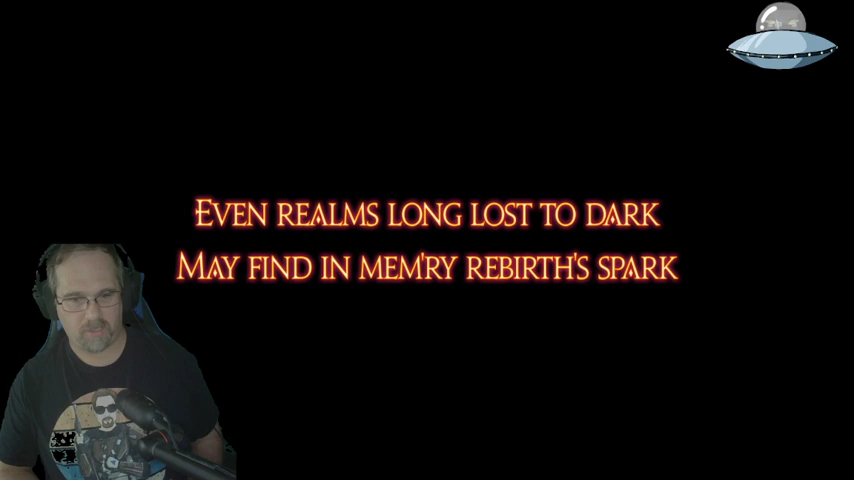 Even realms long lost to dark
May find in mem'ry rebirth's spark